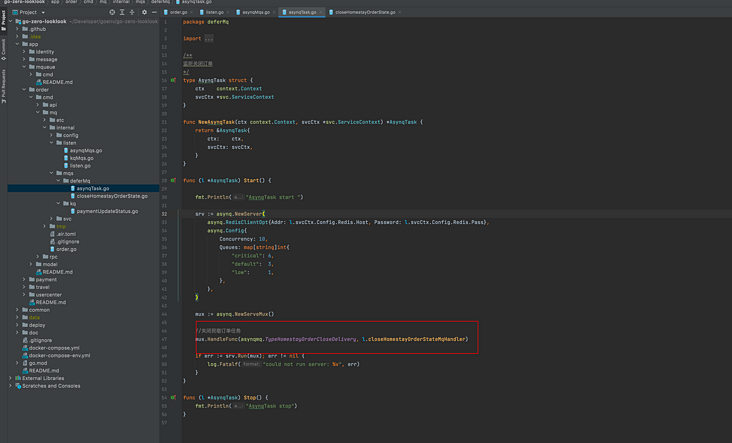 go-zero-looklook app order cmd mq internal mqs deferMq asynqTask.go
Project
order.go
listen.go
asynqMqs.go
asynqTask.go
closeHomestayOrderState.go
Project
Commit
Pull Requests
go-zero-looklook
.github
app
identity
message
mqueue
cmd
README.md
order
cmd
api
mq
etc
internal
config
listen
asynqMqs.go
kqMqs.go
listen.go
mqs
deferMq
asynqTask.go
closeHomestayOrderState.go
kq
paymentUpdateStatus.go
svc
tmp
.air.toml
.gitignore
order.go
rpc
model
README.md
payment
travel
usercenter
README.md
common
data
deploy
doc
.gitignore
docker-compose.yml
docker-compose-env.yml
go.mod
README.md
External Libraries
Scratches and Consoles
package deferMq
import ...
/**
监听关闭订单
*/
type AsynqTask struct {
ctx context.Context
svcCtx *svc.ServiceContext
}
func NewAsynqTask(ctx context.Context, svcCtx *svc.ServiceContext) *AsynqTask {
return &AsynqTask{
ctx: ctx,
svcCtx: svcCtx,
}
}
func (l *AsynqTask) Start() {
fmt.Println( a...: "AsynqTask start ")
srv := asynq.NewServer(
asynq.RedisClientOpt{Addr: l.svcCtx.Config.Redis.Host, Password: l.svcCtx.Config.Redis.Pass},
asynq.Config{
Concurrency: 10,
Queues: map[string]int{
"critical": 6,
"default": 3,
"low": 1,
},
},
)
mux := asynq.NewServeMux()
//关闭民宿订单任务
mux.HandleFunc(asynqmq.TypeHomestayOrderCloseDelivery, l.closeHomestayOrderStateMqHandler)
if err := srv.Run(mux); err != nil {
log.Fatalf( format: "could not run server: %v", err)
}
}
func (l *AsynqTask) Stop() {
fmt.Println( a...: "AsynqTask stop")
}